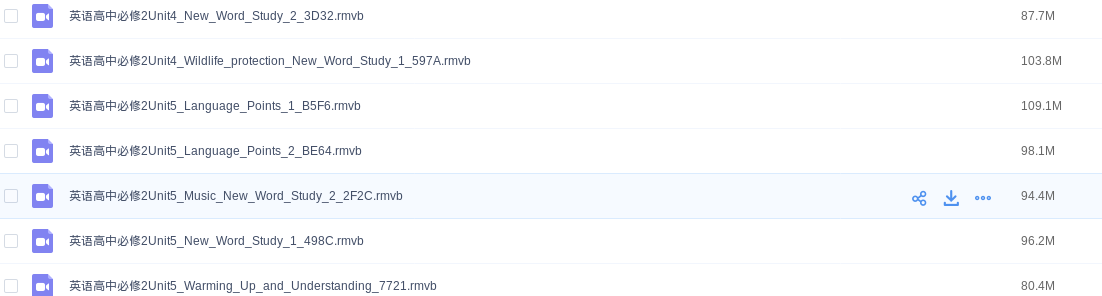 英语高中必修2Unit4_New_Word_Study_2_3D32.rmvb 87.7M
英语高中必修2Unit4_Wildlife_protection_New_Word_Study_1_597A.rmvb 103.8M
英语高中必修2Unit5_Language_Points_1_B5F6.rmvb 109.1M
英语高中必修2Unit5_Language_Points_2_BE64.rmvb 98.1M
英语高中必修2Unit5_Music_New_Word_Study_2_2F2C.rmvb 94.4M
英语高中必修2Unit5_New_Word_Study_1_498C.rmvb 96.2M
英语高中必修2Unit5_Warming_Up_and_Understanding_7721.rmvb 80.4M